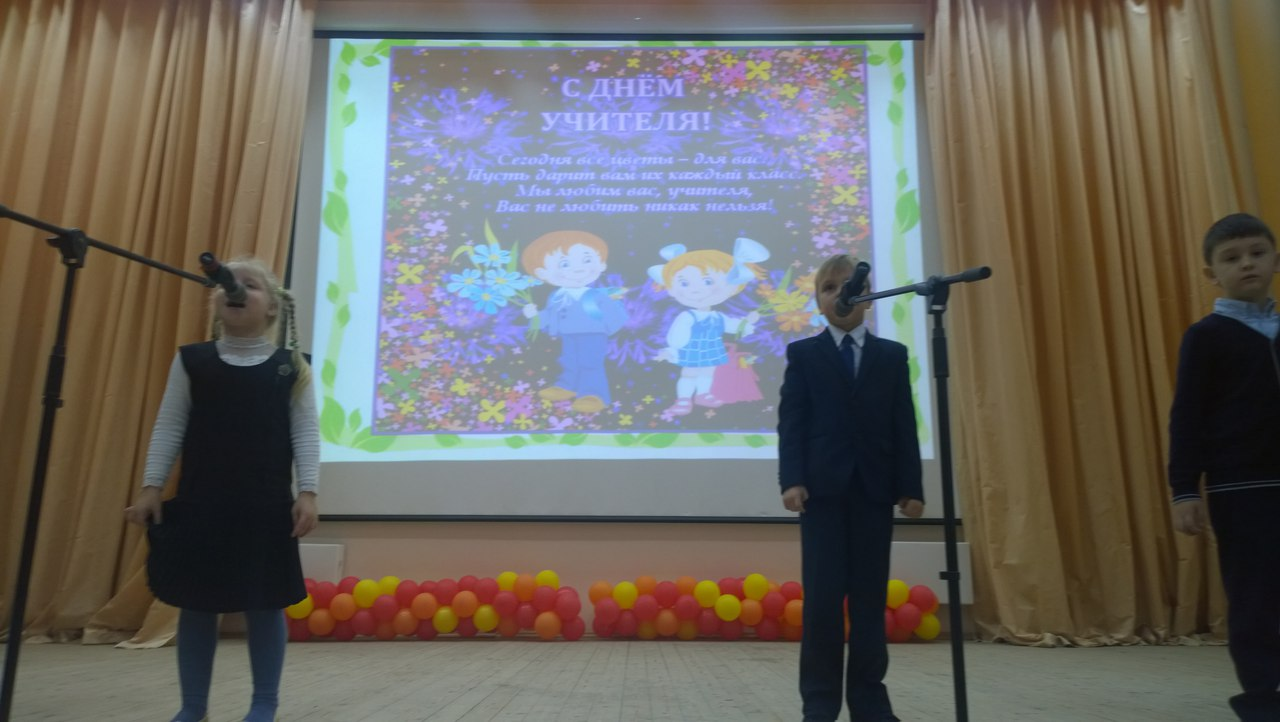 С ДНЁМ
УЧИТЕЛЯ!
Сегодня все цветы – для вас,
Пусть дарит вам их каждый класс.
Мы любим вас, учителя,
Вас не любить никак нельзя!